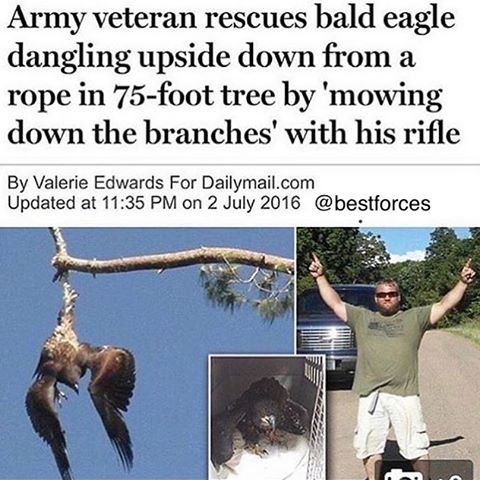 Army veteran rescues bald eagle
dangling upside down from a
rope in 75-foot tree by 'mowing
down the branches' with his rifle
By Valerie Edwards For Dailymail.com
Updated at 11:35 PM on 2 July 2016 @bestforces